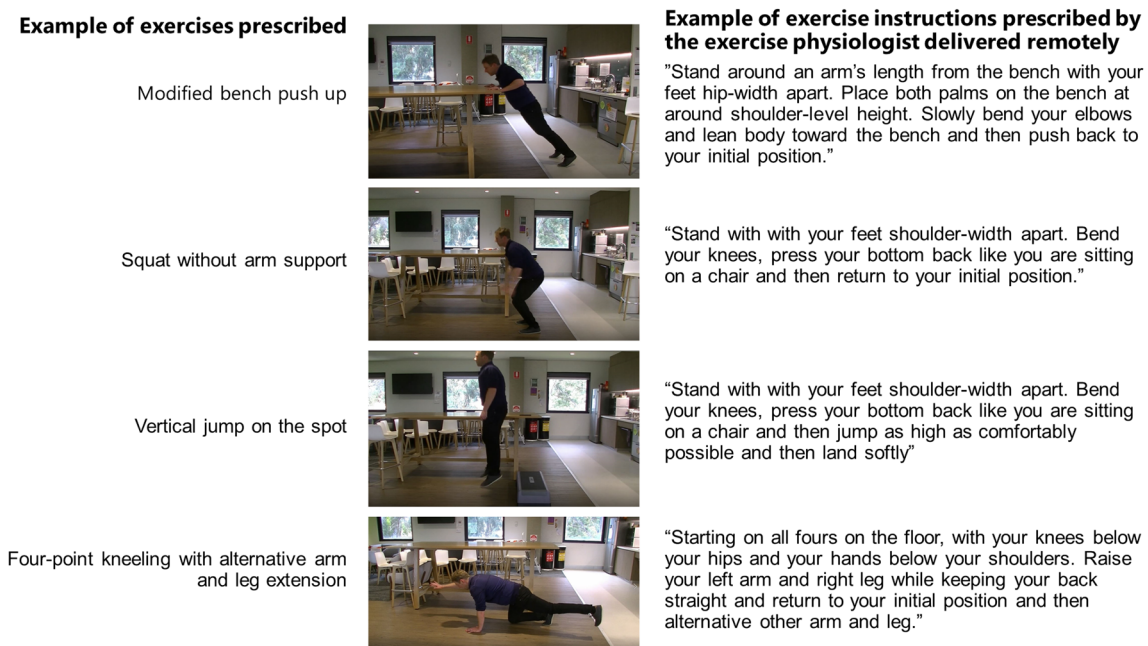 Example of exercises prescribed
Example of exercise instructions prescribed by
the exercise physiologist delivered remotely
Modified bench push up
”Stand around an arm’s length from the bench with your
feet hip-width apart. Place both palms on the bench at
around shoulder-level height. Slowly bend your elbows
and lean body toward the bench and then push back to
your initial position.”
Squat without arm support
“Stand with with your feet shoulder-width apart. Bend
your knees, press your bottom back like you are sitting
on a chair and then return to your initial position.”
Vertical jump on the spot
“Stand with with your feet shoulder-width apart. Bend
your knees, press your bottom back like you are sitting
on a chair and then jump as high as comfortably
possible and then land softly”
Four-point kneeling with alternative arm
and leg extension
“Starting on all fours on the floor, with your knees below
your hips and your hands below your shoulders. Raise
your left arm and right leg while keeping your back
straight and return to your initial position and then
alternative other arm and leg.”